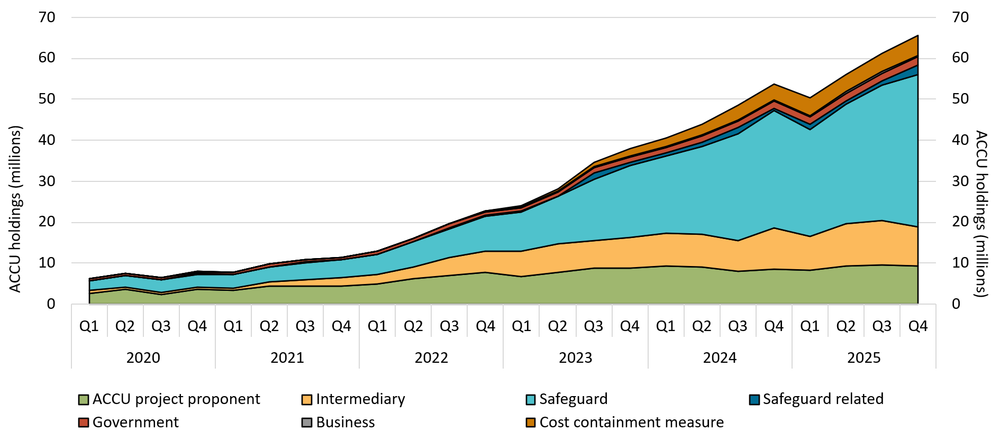 70 70
60 60
50 50
40 40
30 30
20 20
10 10
0 0
ACCU holdings (millions)
ACCU holdings (millions)
Q1 Q2 Q3 Q4 Q1 Q2 Q3 Q4 Q1 Q2 Q3 Q4 Q1 Q2 Q3 Q4 Q1 Q2 Q3 Q4 Q1 Q2 Q3 Q4
2020 2021 2022 2023 2024 2025
ACCU project proponent Intermediary Safeguard Safeguard related
Government Business Cost containment measure